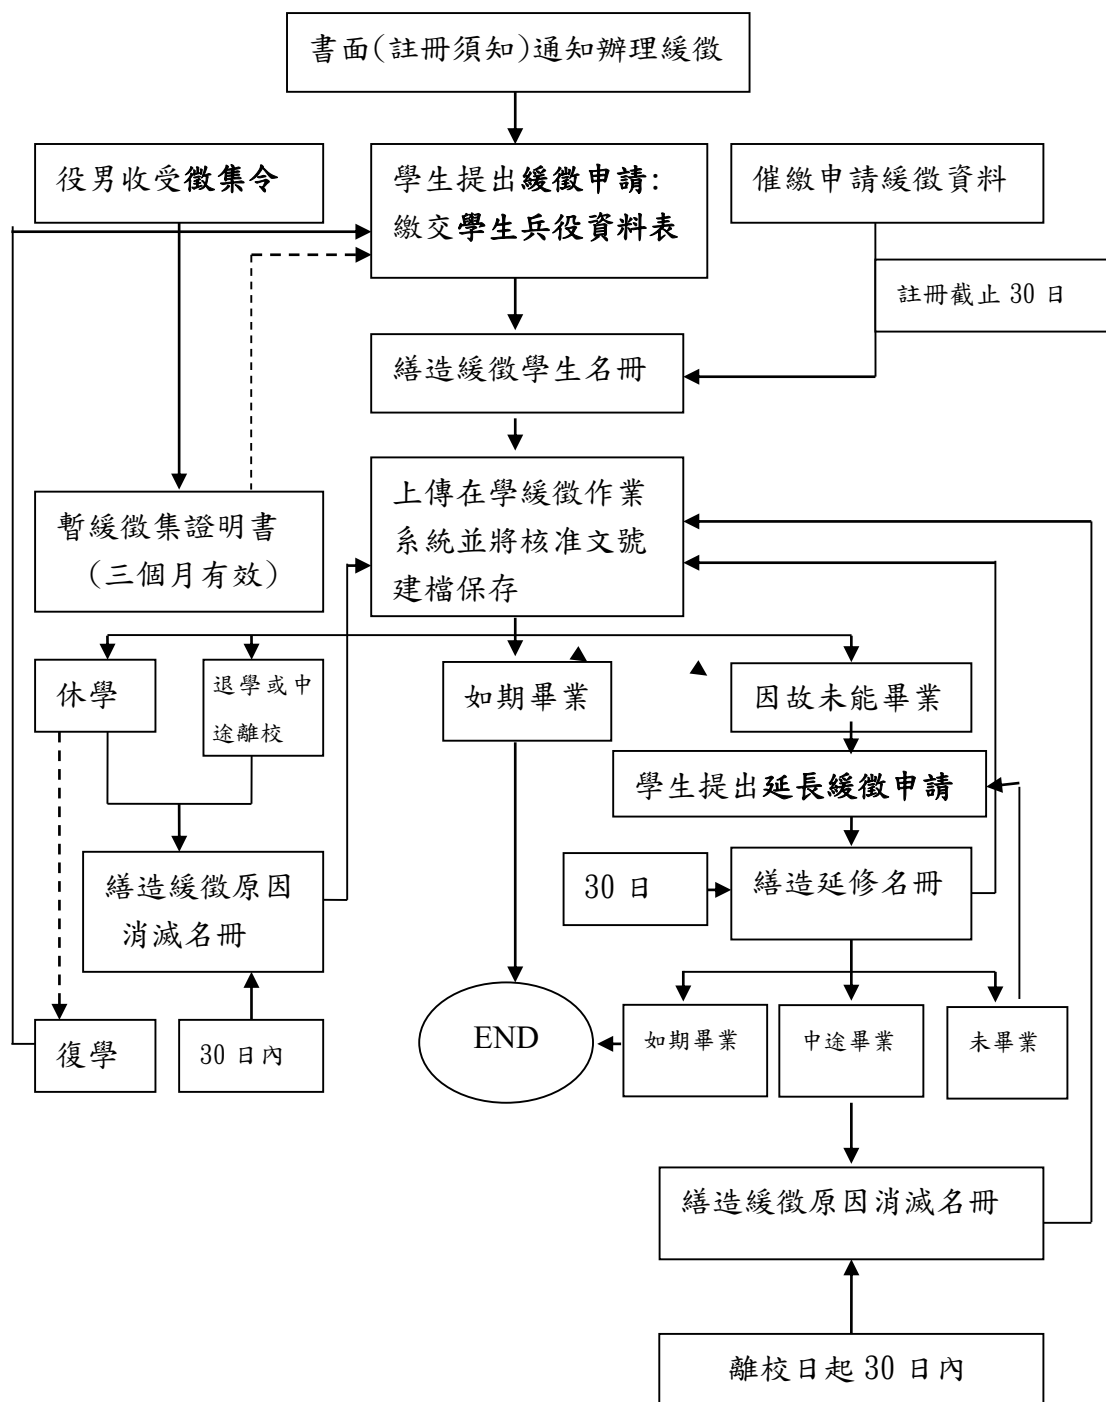 書面(註冊須知)通知辦理緩徵
役男收受徵集令
學生提出緩徵申請:
繳交學生兵役資料表
催繳申請緩徵資料
註冊截止 30 日
繕造緩徵學生名冊
暫緩徵集證明書
(三個月有效)
上傳在學緩徵作業
系統並將核准文號
建檔保存
休學
退學或中
途離校
如期畢業
因故未能畢業
學生提出延長緩徵申請
繕造緩徵原因
消滅名冊
30 日
繕造延修名冊
復學
30 日內
END
如期畢業
中途畢業
未畢業
繕造緩徵原因消滅名冊
離校日起 30 日內